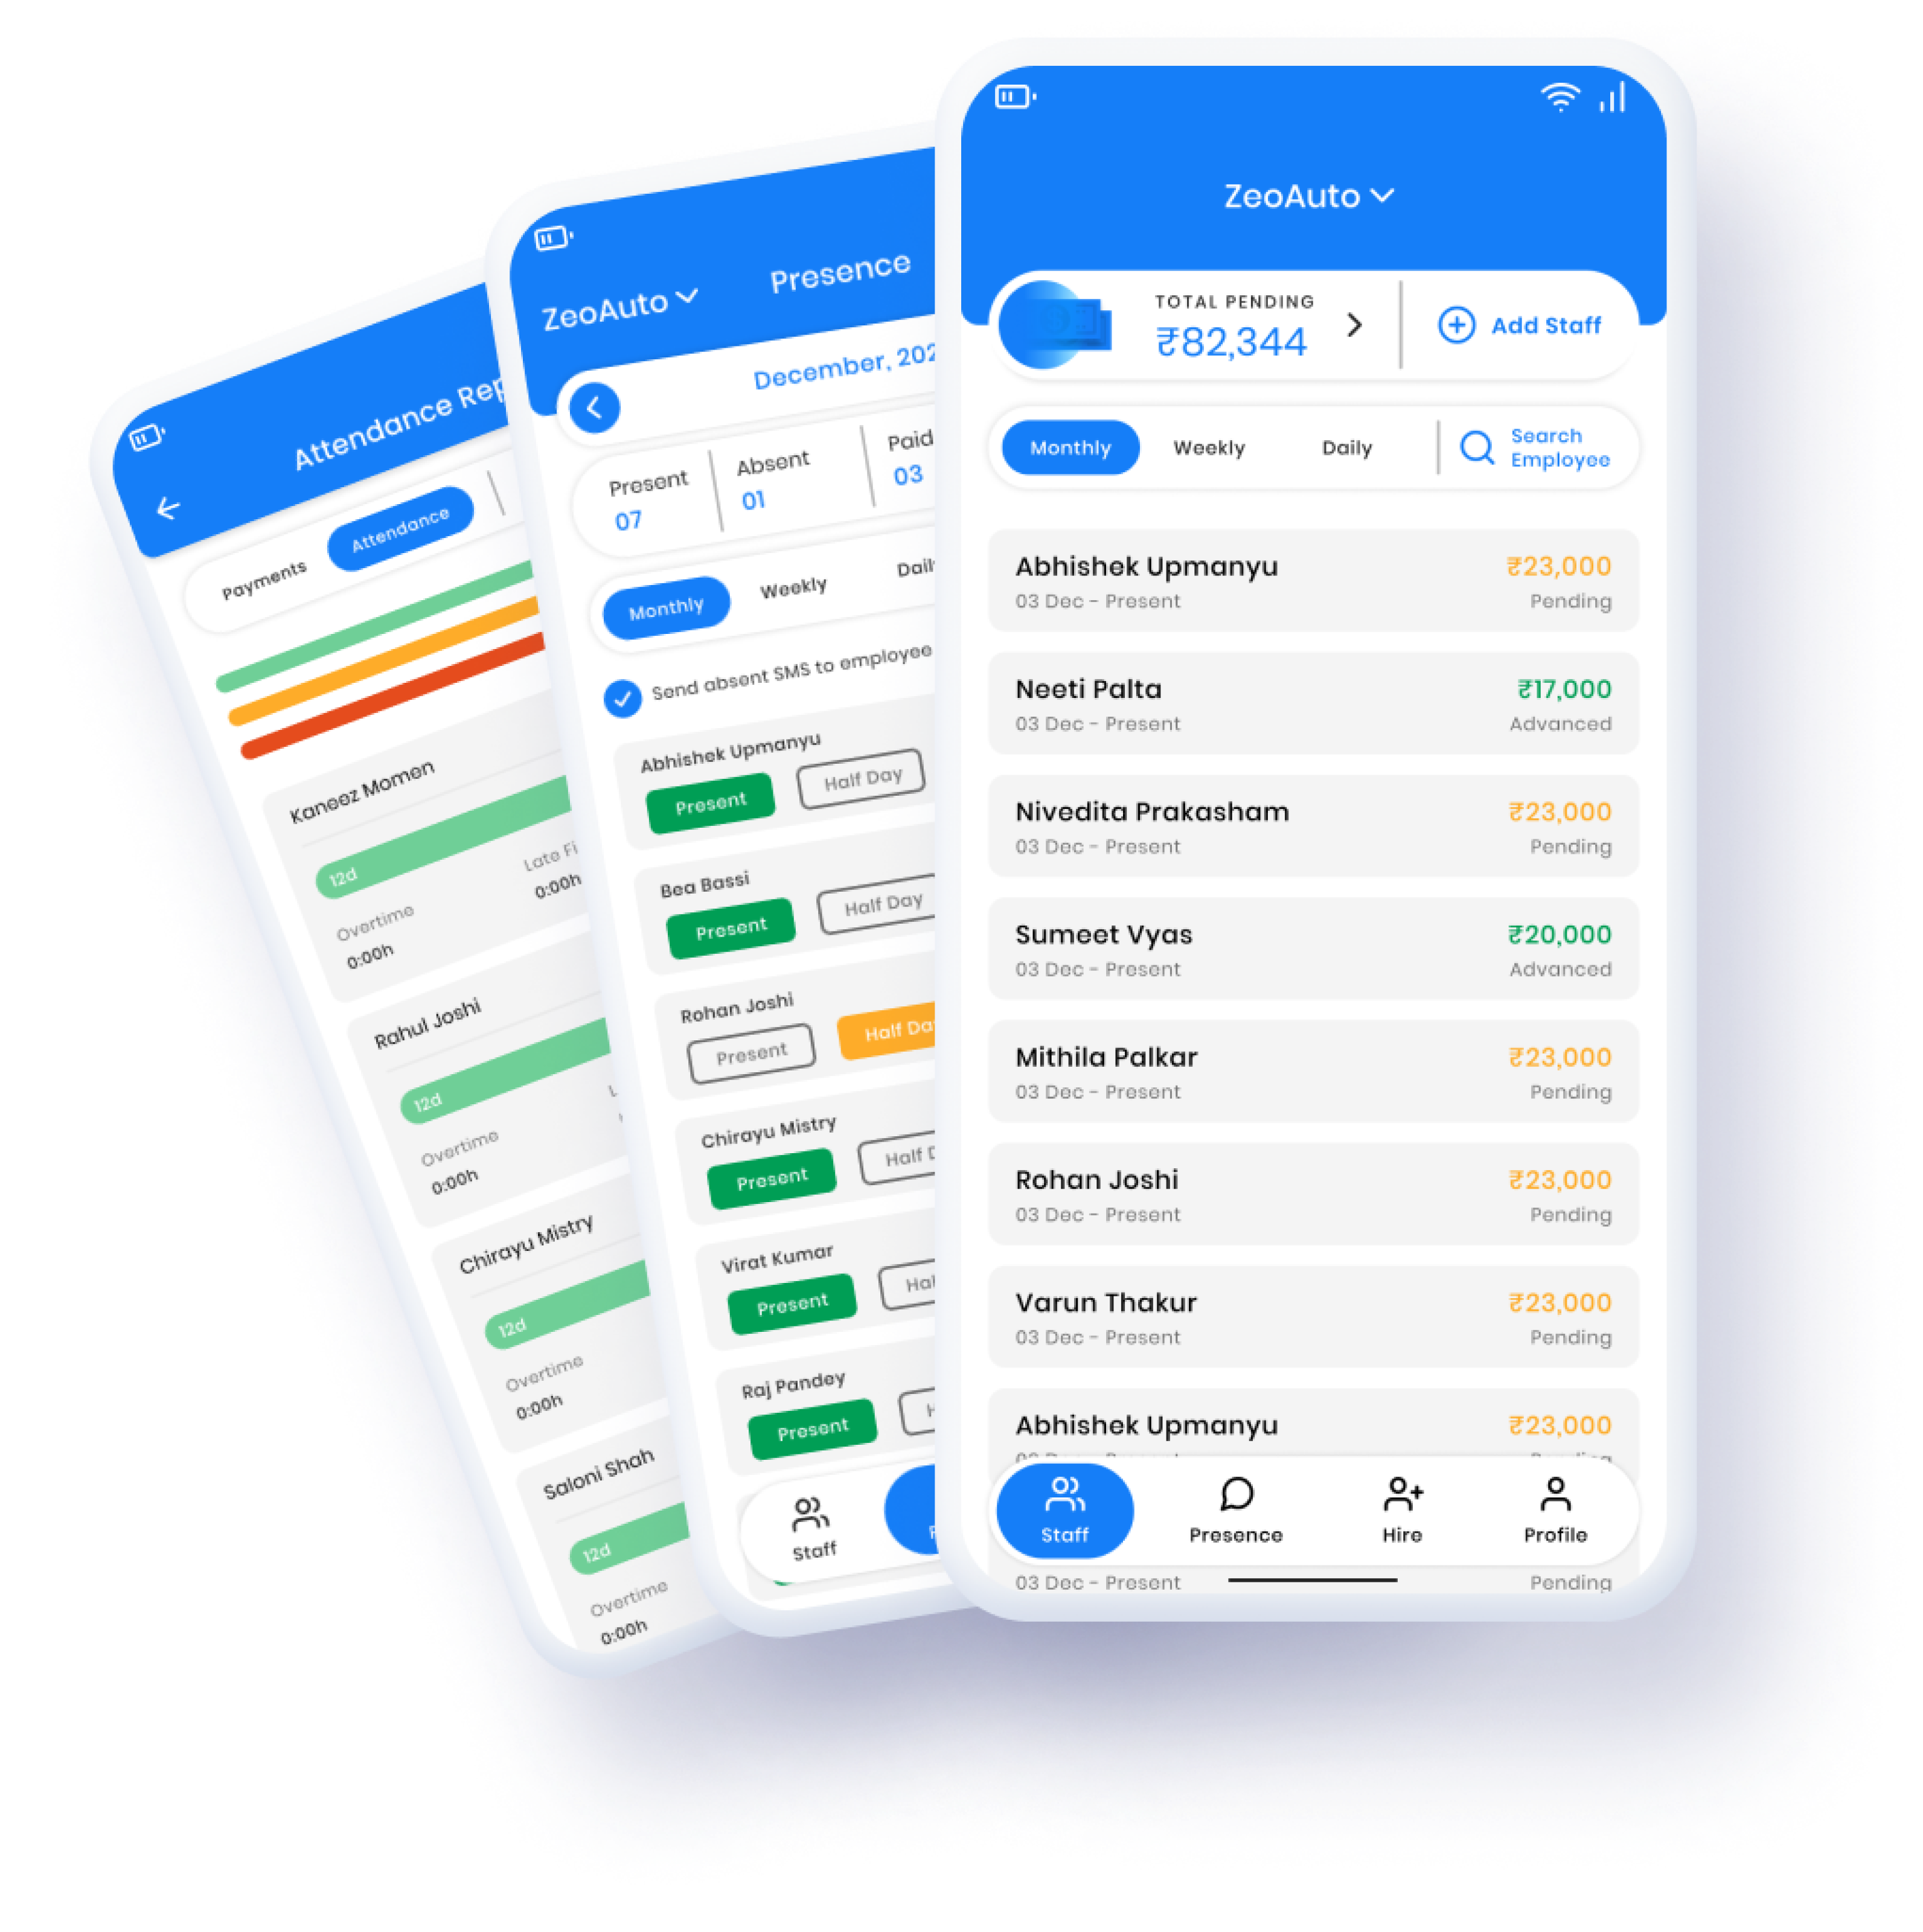 Attendance
Payments
Attendance
Kaneez Momen
12d
Overtime
Late
0:00h
0:00h
Rahul Joshi
12d
Overtime
0:00h
Chirayu Mistry
12d
Overtime
0:00h
Saloni Shah
12d
Overtime
0:00h
ZeoAuto
Presence
December,
Present
Absent
Paid
07
01
03
Monthly
Weekly
Send absent SMS to employee
Abhishek Upmanyu
Present
Half Day
Bea Bassi
Present
Half Day
Rohan Joshi
Present
Half
Chirayu Mistry
Present
Half
Virat Kumar
Present
Raj Pandey
Present
Staff
ZeoAuto
TOTAL PENDING
₹82,344
Add Staff
Monthly
Weekly
Daily
Search
Employee
Abhishek Upmanyu
₹23,000
03 Dec - Present
Pending
Neeti Palta
₹17,000
03 Dec - Present
Advanced
Nivedita Prakasham
₹23,000
03 Dec - Present
Pending
Sumeet Vyas
₹20,000
03 Dec - Present
Advanced
Mithila Palkar
₹23,000
03 Dec - Present
Pending
Rohan Joshi
₹23,000
03 Dec - Present
Pending
Varun Thakur
₹23,000
03 Dec - Present
Pending
Abhishek Upmanyu
₹23,000
Staff
Presence
Hire
Profile
03 Dec - Present
Pending